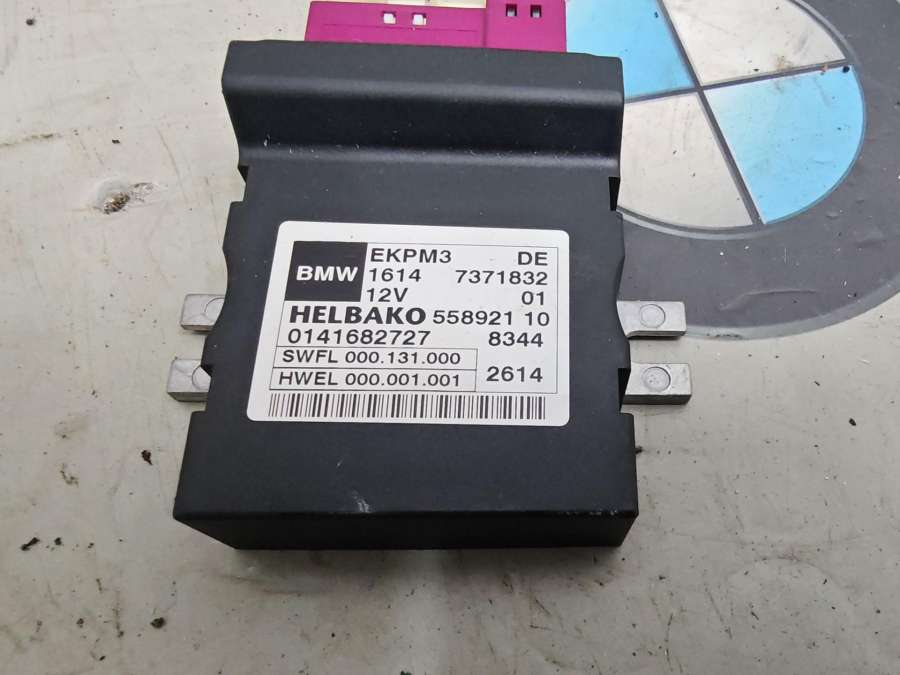 BMW
EKPM3 DE
1614 7371832
12V 01
HELBAKO 558921 10
0141682727 8344
SWFL 000.131.000
HWEL 000.001.001 2614